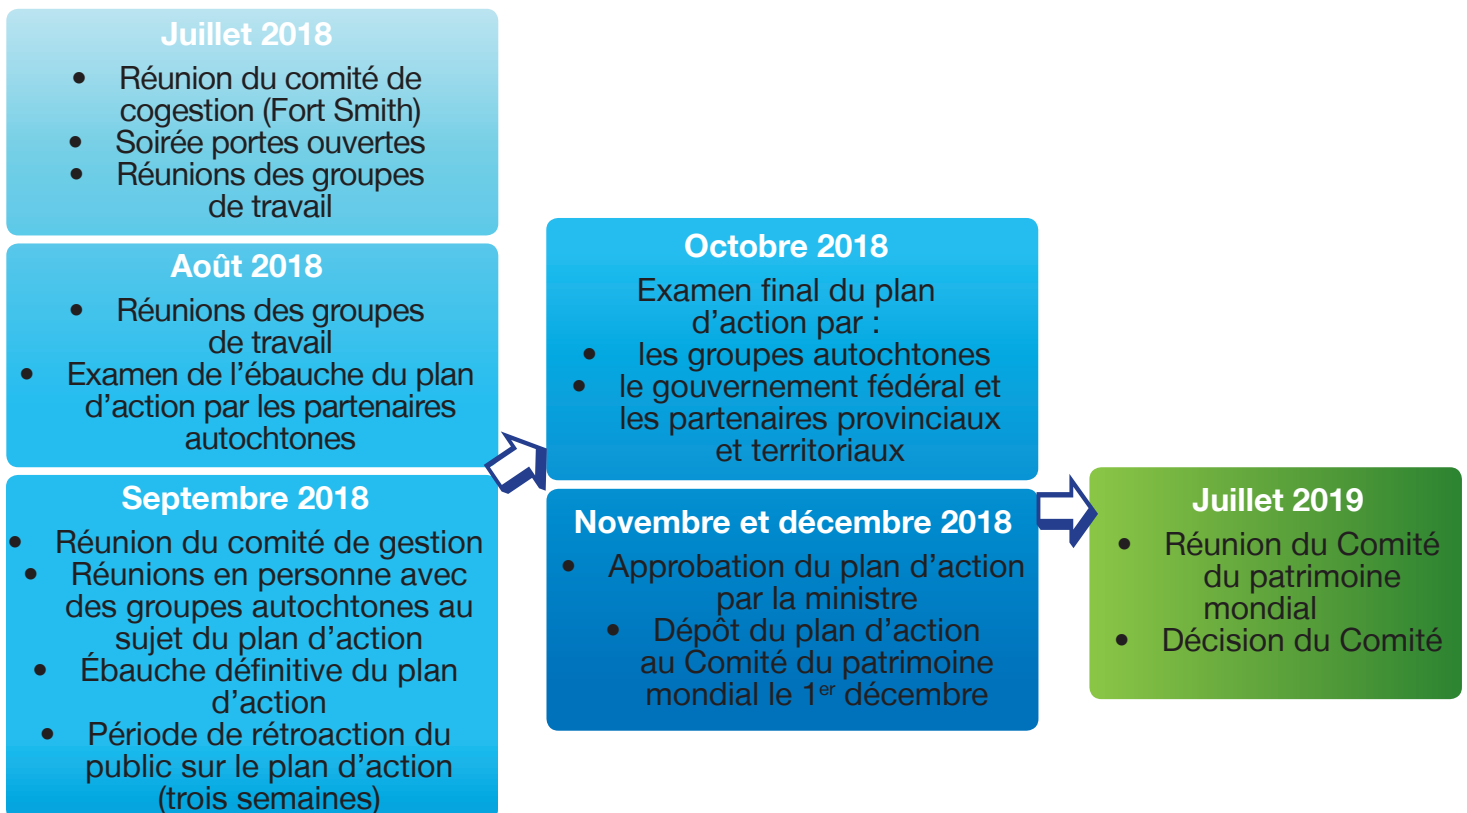 Juillet 2018
• Réunion du comité de
cogestion (Fort Smith)
• Soirée portes ouvertes
• Réunions des groupes
de travail
Août 2018
• Réunions des groupes
de travail
• Examen de l’ébauche du plan
d’action par les partenaires
autochtones
Septembre 2018
• Réunion du comité de gestion
• Réunions en personne avec
des groupes autochtones au
sujet du plan d’action
• Ébauche définitive du plan
d’action
• Période de rétroaction du
public sur le plan d’action
(trois semaines)
Octobre 2018
Examen final du plan
d’action par :
• les groupes autochtones
• le gouvernement fédéral et
les partenaires provinciaux
et territoriaux
Novembre et décembre 2018
• Approbation du plan d’action
par la ministre
• Dépôt du plan d’action
au Comité du patrimoine
mondial le 1er décembre
Juillet 2019
• Réunion du Comité
du patrimoine
mondial
• Décision du Comité